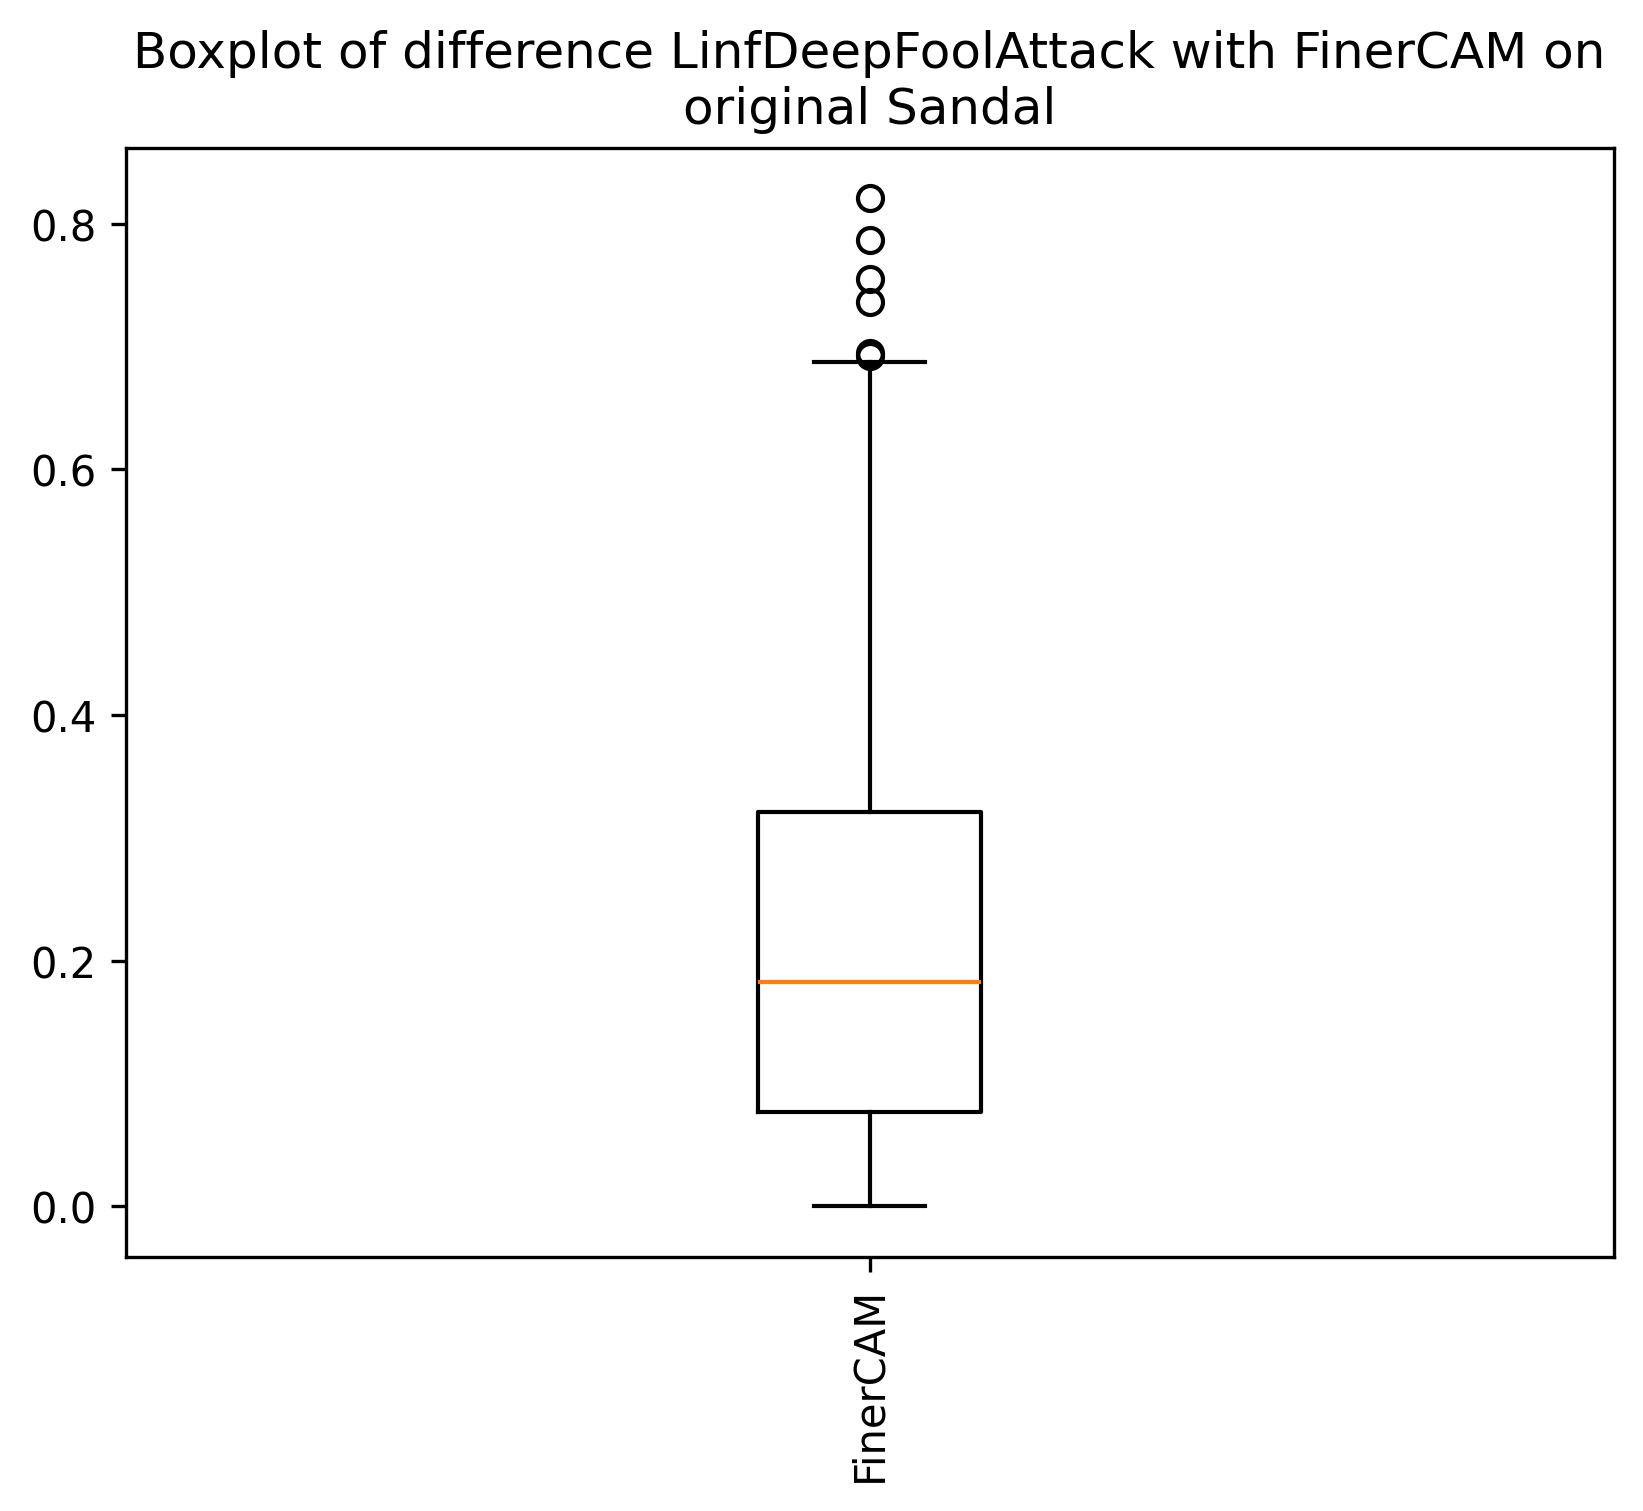 Boxplot of difference LinfDeepFoolAttack with FinerCAM on
original Sandal
0.8
0.6
0.4
0.2
0.0
FinerCAM